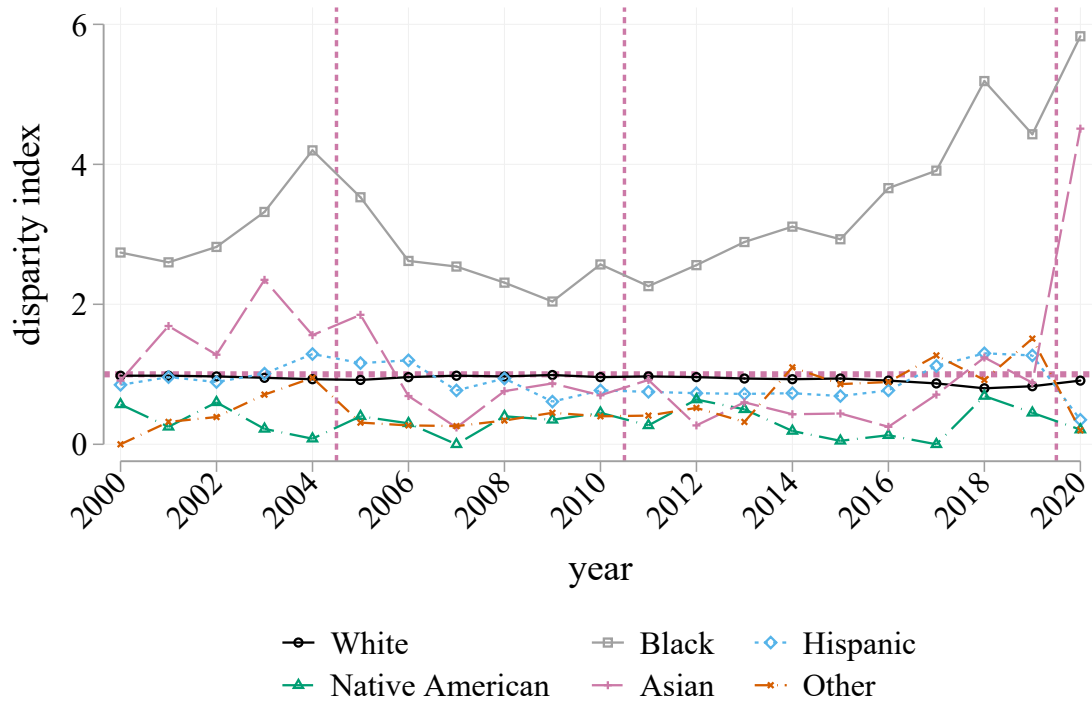 disparity index
6
4
2
0
2000 2002 2004 2006 2008 2010 2012 2014 2016 2018 2020
year
White Black Hispanic
Native American Asian Other